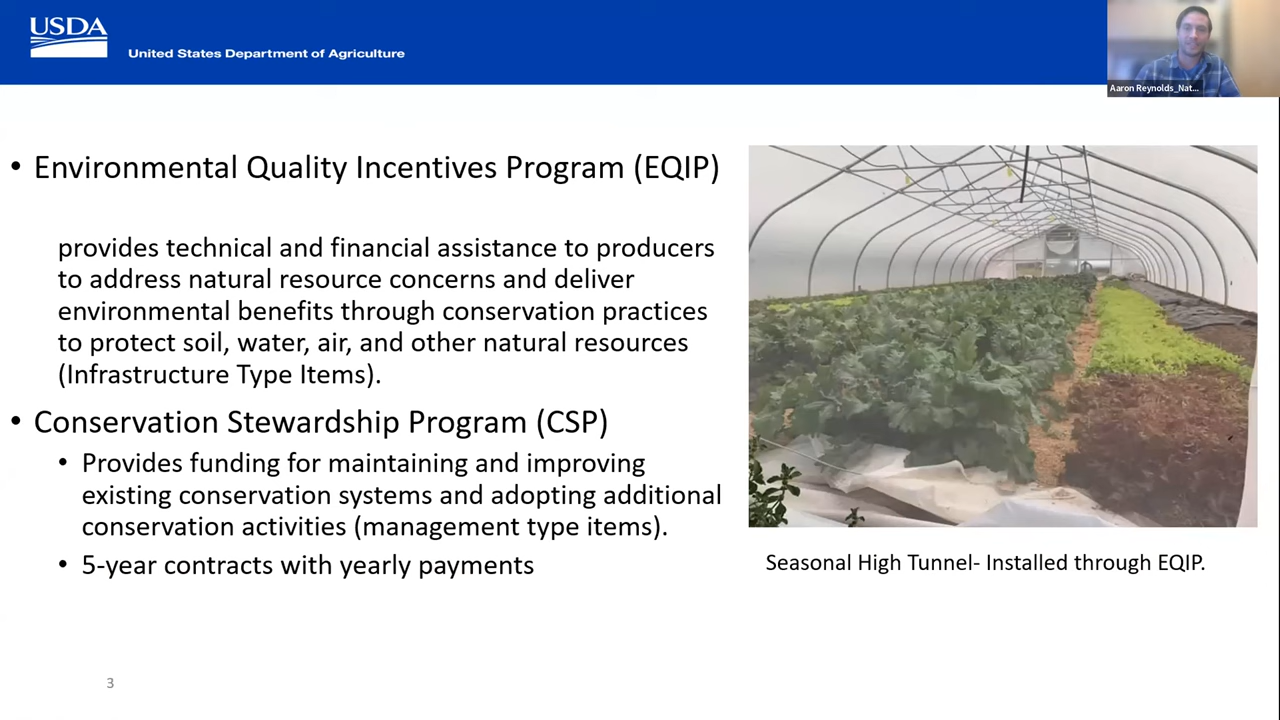 USDA
United States Department of Agriculture
Aaron Reynolds_Nat...
• Environmental Quality Incentives Program (EQIP)
provides technical and financial assistance to producers
to address natural resource concerns and deliver
environmental benefits through conservation practices
to protect soil, water, air, and other natural resources
(Infrastructure Type Items).
• Conservation Stewardship Program (CSP)
• Provides funding for maintaining and improving
existing conservation systems and adopting additional
conservation activities (management type items).
• 5-year contracts with yearly payments
Seasonal High Tunnel- Installed through EQIP.
3